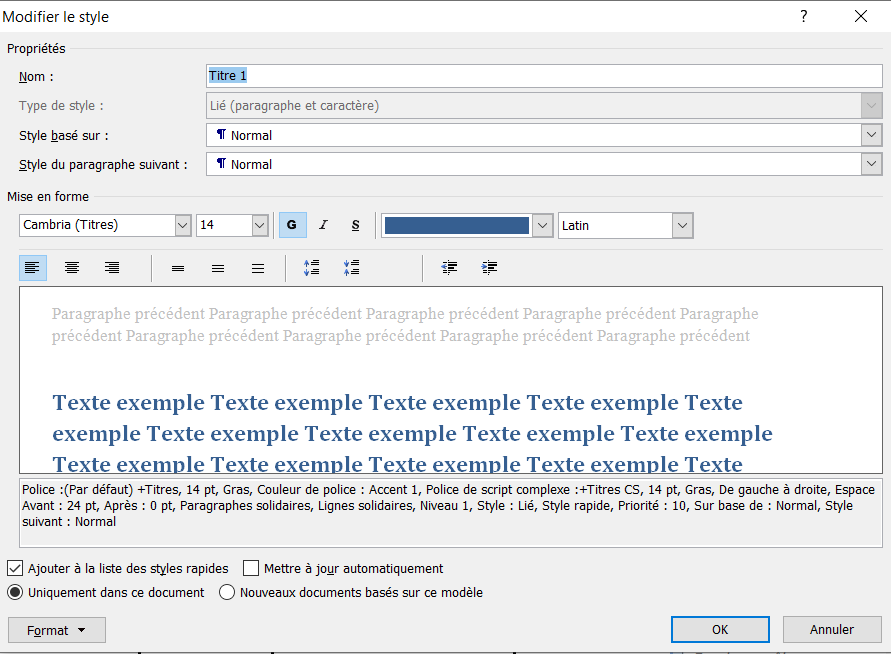 Modifier le style
?
Propriétés
Nom :
Titre 1
Type de style :
Lié (paragraphe et caractère)
Style basé sur :
¶ Normal
Style du paragraphe suivant :
¶ Normal
Mise en forme
Cambria (Titres)
14
G
I
S
Latin
Paragraphe précédent Paragraphe précédent Paragraphe précédent Paragraphe précédent Paragraphe
précédent Paragraphe précédent Paragraphe précédent Paragraphe précédent Paragraphe précédent
Texte exemple Texte exemple Texte exemple Texte exemple Texte
exemple Texte exemple Texte exemple Texte exemple Texte exemple
Texte exemple Texte exemple Texte exemple Texte exemple Texte
Police :(Par défaut) +Titres, 14 pt, Gras, Couleur de police : Accent 1, Police de script complexe :+Titres CS, 14 pt, Gras, De gauche à droite, Espace
Avant : 24 pt, Après : 0 pt, Paragraphes solidaires, Lignes solidaires, Niveau 1, Style : Lié, Style rapide, Priorité : 10, Sur base de : Normal, Style
suivant : Normal
Ajouter à la liste des styles rapides
Mettre à jour automatiquement
Uniquement dans ce document
Nouveaux documents basés sur ce modèle
Format
OK
Annuler